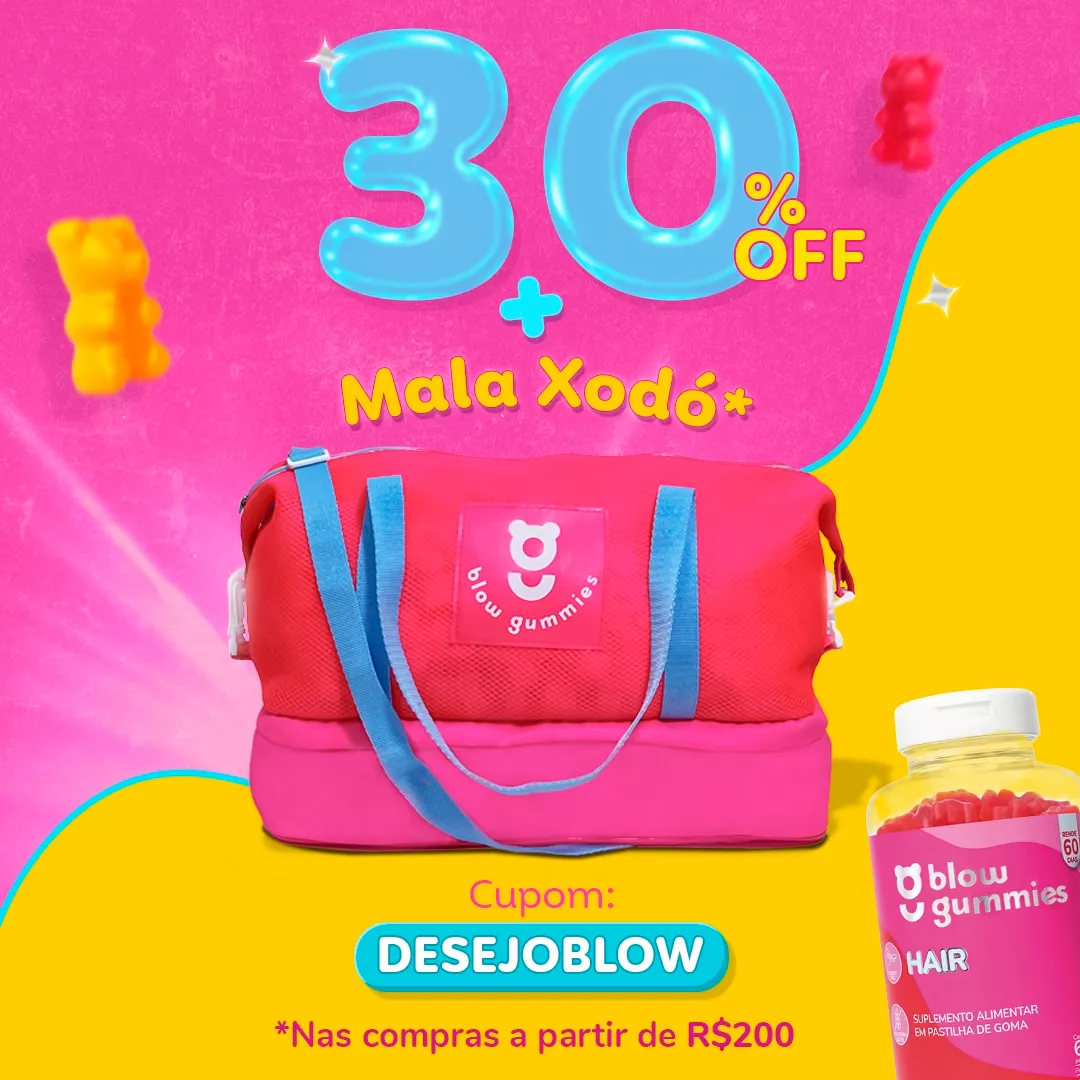 30
%
OFF
+
Mala Xodó*
blow gummies
RENDE
60
DIAS
blow
gummies
HAIR
SUPLEMENTO ALIMENTAR
EM PASTILHA DE GOMA
Cupom:
DESEJOBLOW
*Nas compras a partir de R$200